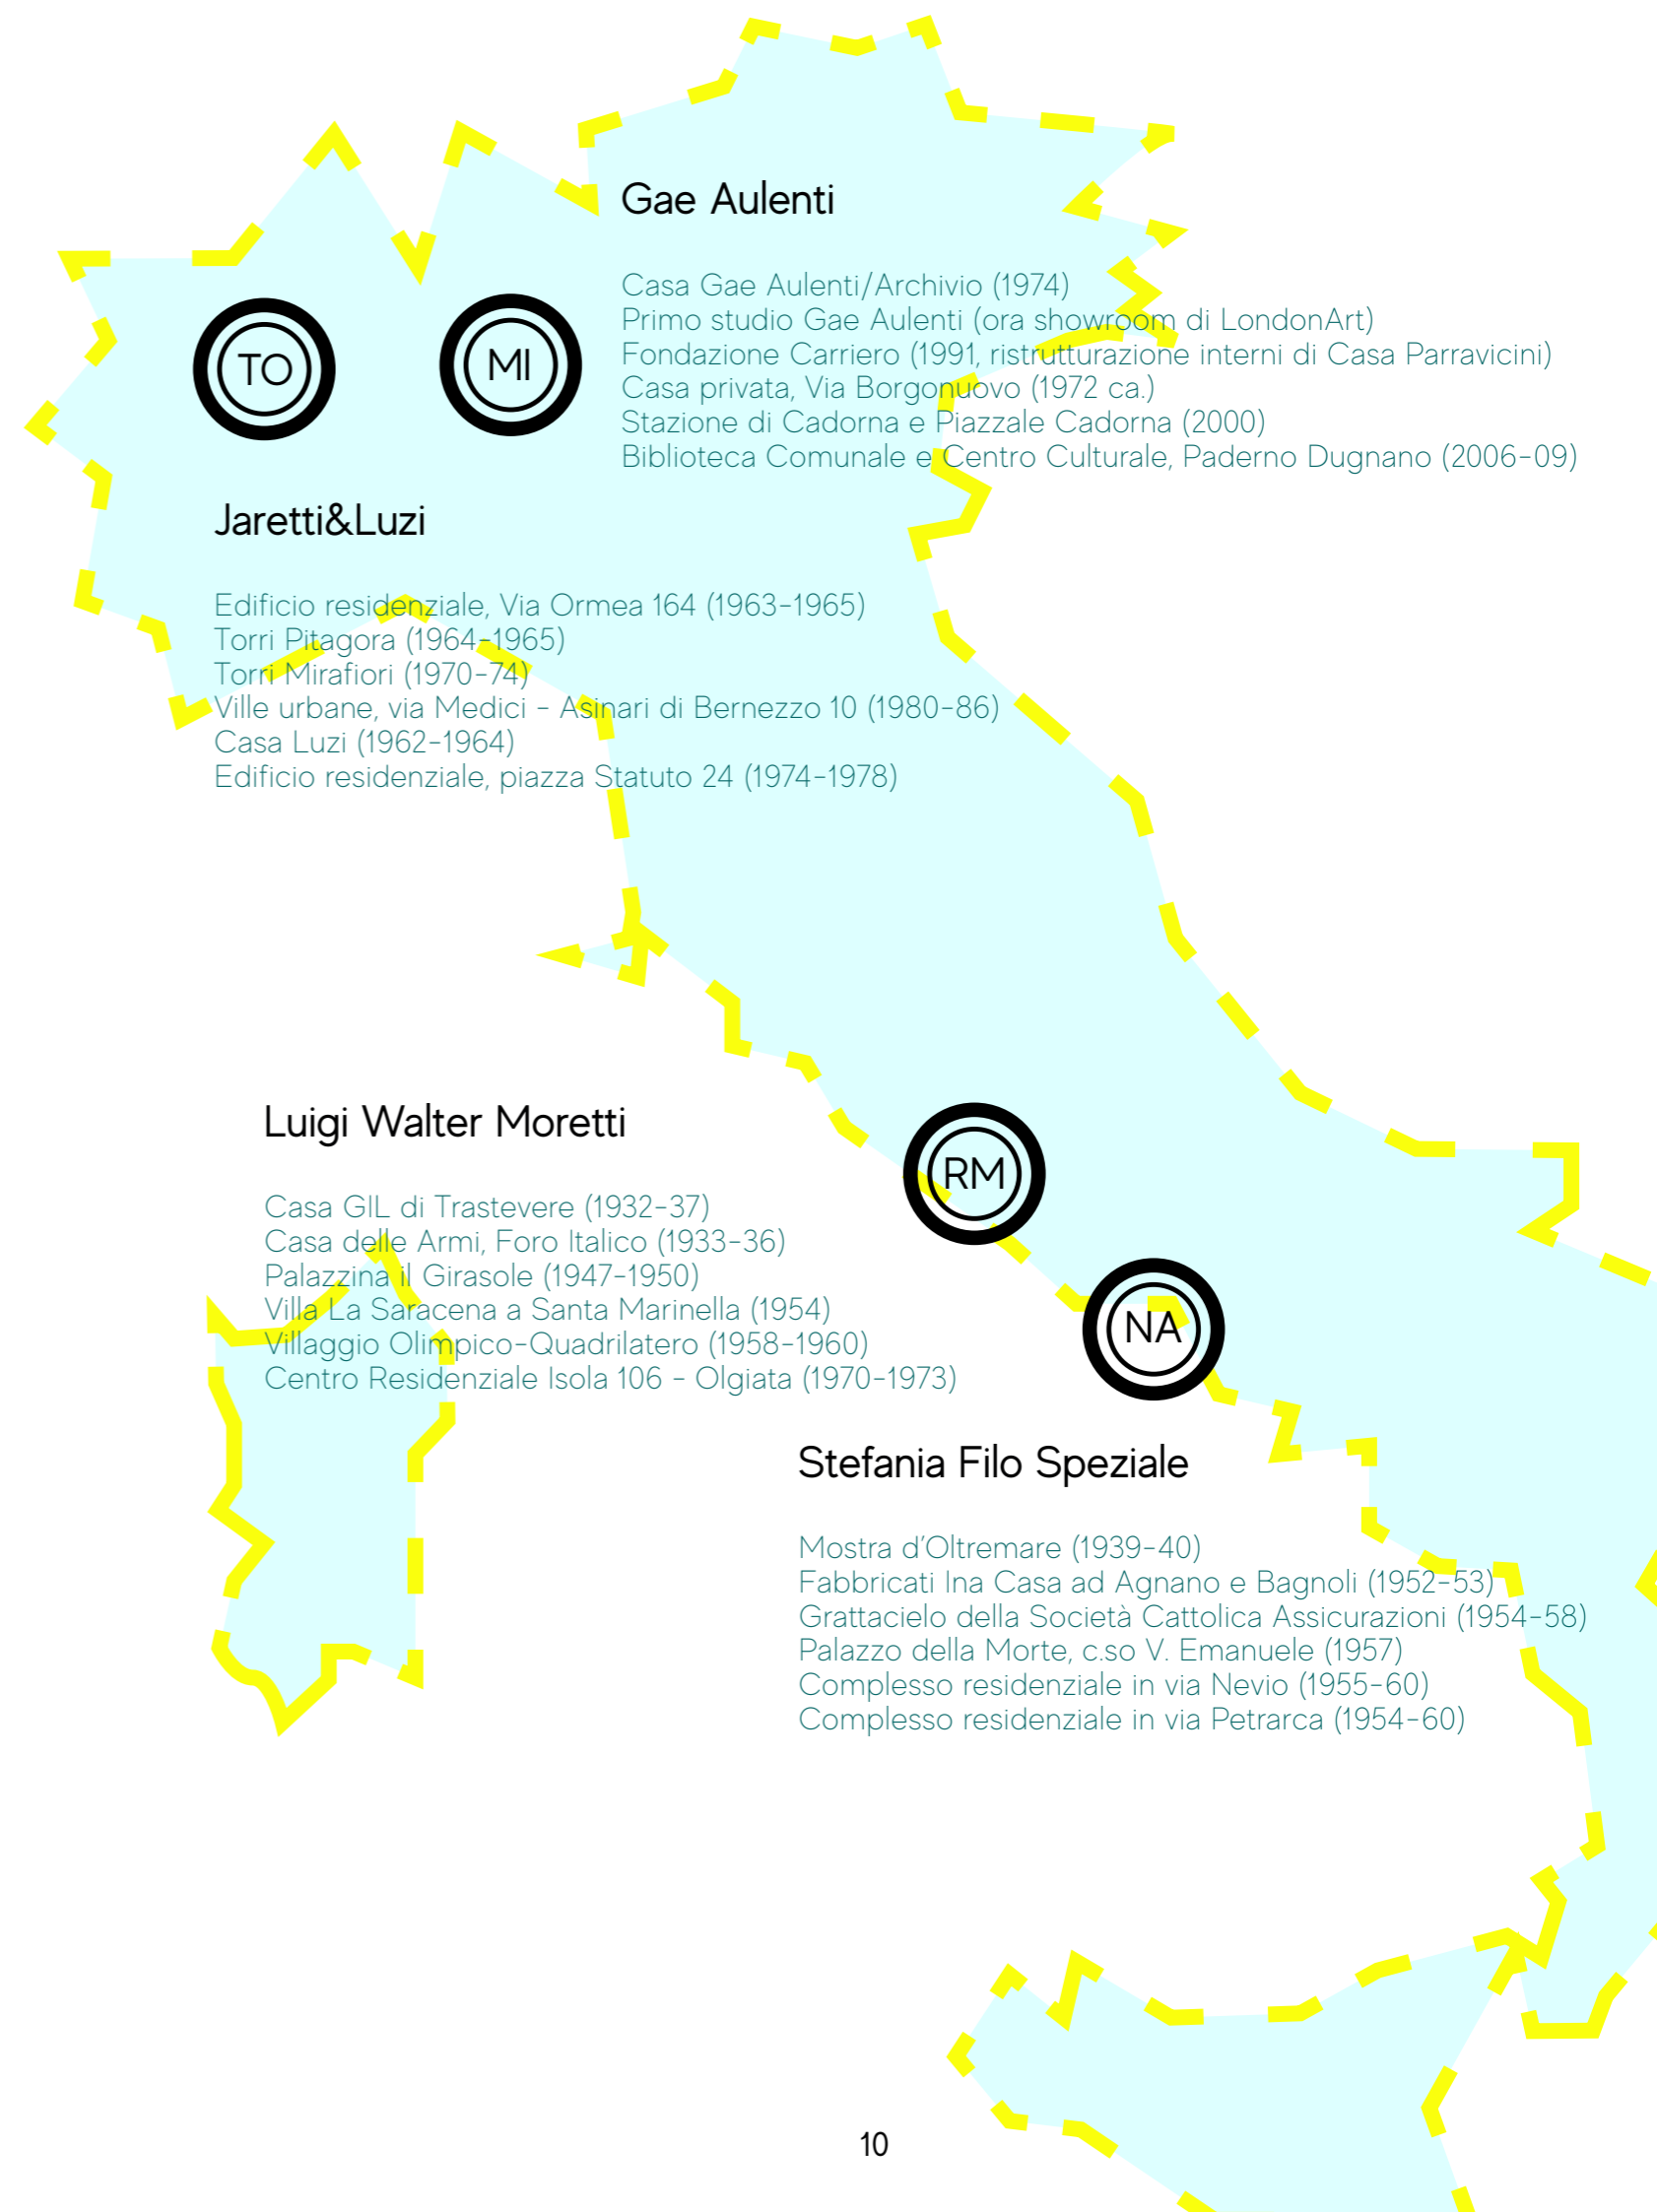 Gae Aulenti
Casa Gae Aulenti/Archivio (1974)
Primo studio Gae Aulenti (ora showroom di LondonArt)
Fondazione Carriero (1991, ristrutturazione interni di Casa Parravicini)
Casa privata, Via Borgonuovo (1972 ca.)
Stazione di Cadorna e Piazzale Cadorna (2000)
Biblioteca Comunale e Centro Culturale, Paderno Dugnano (2006-09)
TO
MI
Jaretti&Luzi
Edificio residenziale, Via Ormea 164 (1963-1965)
Torri Pitagora (1964-1965)
Torri Mirafiori (1970-74)
Ville urbane, via Medici - Asinari di Bernezzo 10 (1980-86)
Casa Luzi (1962-1964)
Edificio residenziale, piazza Statuto 24 (1974-1978)
Luigi Walter Moretti
Casa GIL di Trastevere (1932-37)
Casa delle Armi, Foro Italico (1933-36)
Palazzina il Girasole (1947-1950)
Villa La Saracena a Santa Marinella (1954)
Villaggio Olimpico-Quadrilatero (1958-1960)
Centro Residenziale Isola 106 - Olgiata (1970-1973)
RM
NA
Stefania Filo Speziale
Mostra d'Oltremare (1939-40)
Fabbricati Ina Casa ad Agnano e Bagnoli (1952-53)
Grattacielo della Società Cattolica Assicurazioni (1954-58)
Palazzo della Morte, c.so V. Emanuele (1957)
Complesso residenziale in via Nevio (1955-60)
Complesso residenziale in via Petrarca (1954-60)
10